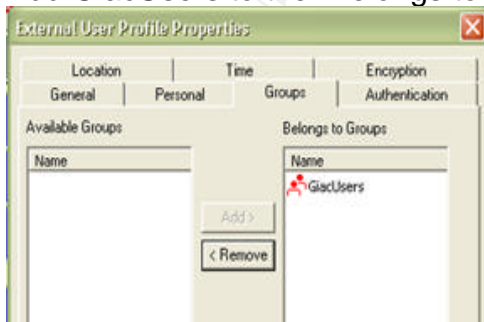 External User Profile Properties
Location Time Encryption
General Personal Groups Authentication
Available Groups Belongs to Groups
Name Name
GiacUsers
Add >
< Remove